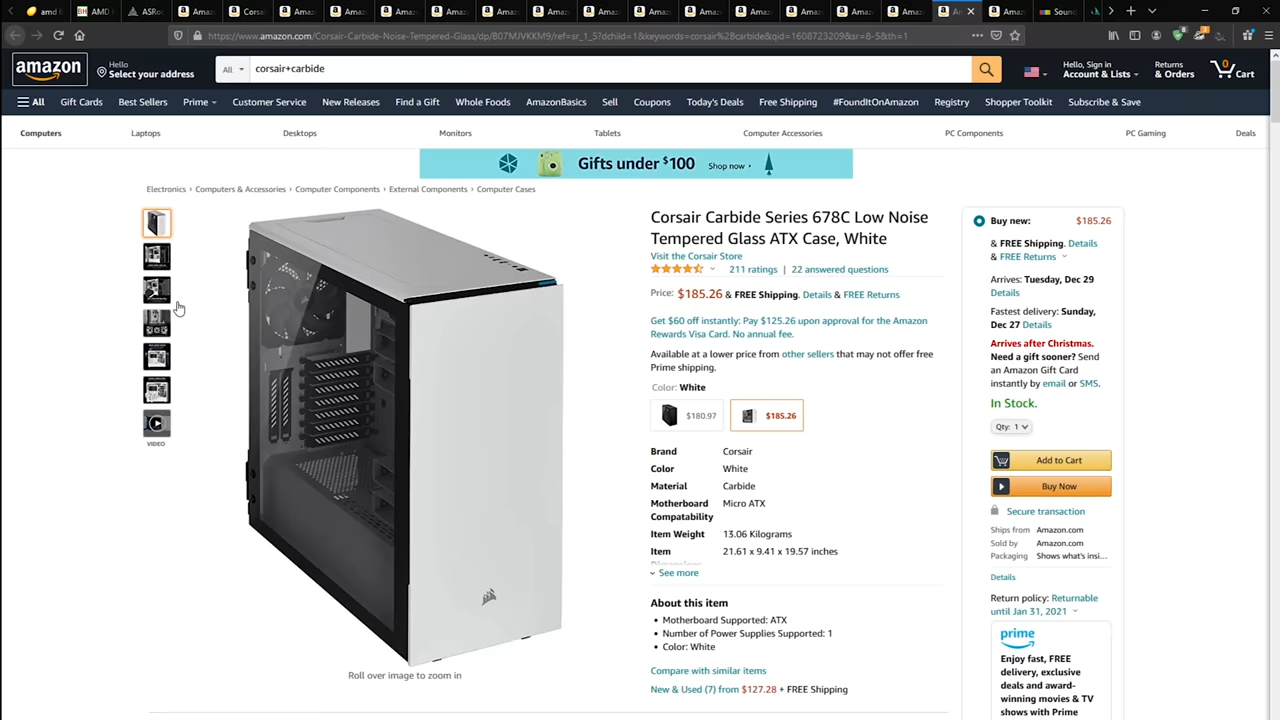 amd
Amaz
Corsai
AMD
ASRoc
Amaz
Amaz
Amaz
Amaz
Amaz
Amaz
Amaz
Amaz
Amaz
Amaz
Amaz
Amaz
Am
Amaz
Sound
https://www.amazon.com/Corsair-Carbide-Noise-Tempered-Glass/dp/B07MJVKKM9/ref=sr_1_5?dchild=1&keywords=corsair%2Bcarbide&qid=1608723209&sr=8-5&th=1
amazon
Hello
Select your address
All
corsair+carbide
Hello, Sign in
Account & Lists
Returns
& Orders
0
Cart
All
Gift Cards
Best Sellers
Prime
Customer Service
New Releases
Find a Gift
Whole Foods
AmazonBasics
Sell
Coupons
Today's Deals
Free Shipping
#FoundItOnAmazon
Registry
Shopper Toolkit
Subscribe & Save
Computers
Laptops
Desktops
Monitors
Tablets
Computer Accessories
PC Components
PC Gaming
Deals
Gifts under $100 Shop now ›
Electronics › Computers & Accessories › Computer Components › External Components › Computer Cases
VIDEO
Roll over image to zoom in
Corsair Carbide Series 678C Low Noise
Tempered Glass ATX Case, White
Visit the Corsair Store
211 ratings | 22 answered questions
Price: $185.26 & FREE Shipping. Details & FREE Returns
Get $60 off instantly: Pay $125.26 upon approval for the Amazon
Rewards Visa Card. No annual fee.
Available at a lower price from other sellers that may not offer free
Prime shipping.
Color: White
$180.97
$185.26
Brand Corsair
Color White
Material Carbide
Motherboard Micro ATX
Compatability
Item Weight 13.06 Kilograms
Item 21.61 x 9.41 x 19.57 inches
Dimensions
See more
About this item
• Motherboard Supported: ATX
• Number of Power Supplies Supported: 1
• Color: White
Compare with similar items
New & Used (7) from $127.28 + FREE Shipping
Buy new: $185.26
& FREE Shipping. Details
& FREE Returns
Arrives: Tuesday, Dec 29
Details
Fastest delivery: Sunday,
Dec 27 Details
Arrives after Christmas.
Need a gift sooner? Send
an Amazon Gift Card
instantly by email or SMS.
In Stock.
Qty: 1
Add to Cart
Buy Now
Secure transaction
Ships from Amazon.com
Sold by Amazon.com
Packaging Shows what's insi...
Details
Return policy: Returnable
until Jan 31, 2021
prime
Enjoy fast, FREE
delivery, exclusive
deals and award-
winning movies & TV
shows with Prime